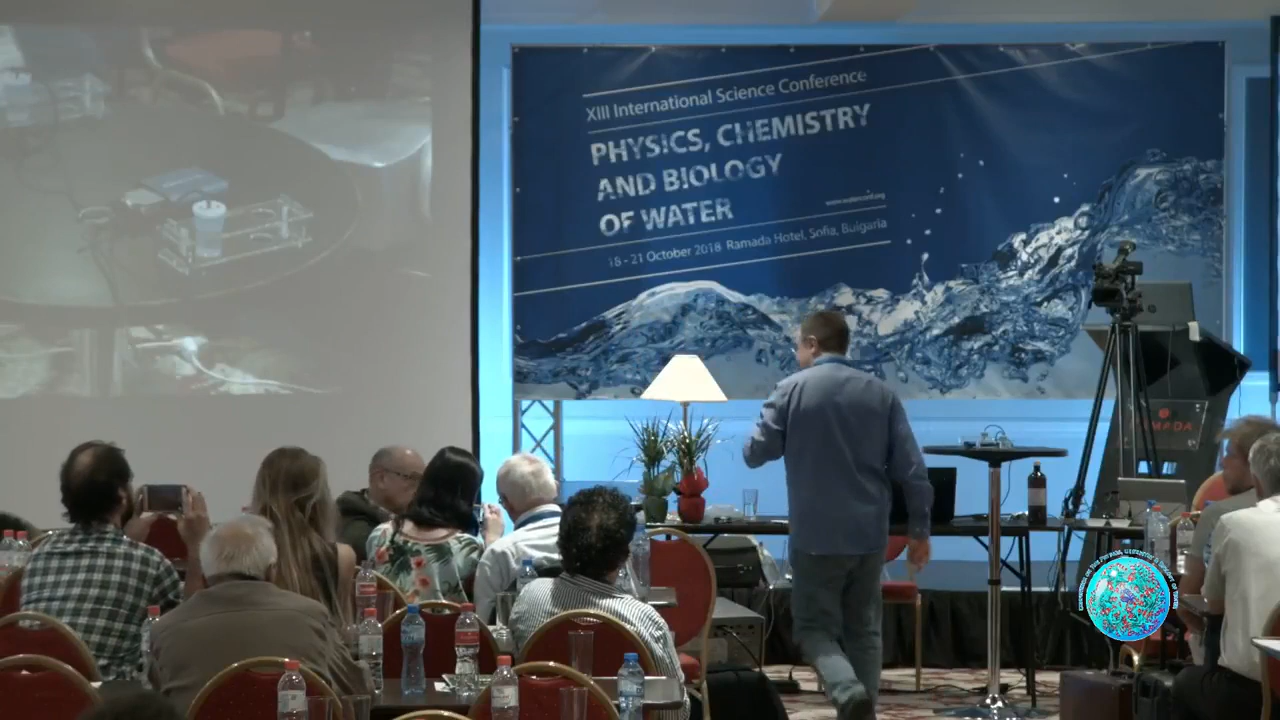 XIII International Science Conference
PHYSICS, CHEMISTRY
AND BIOLOGY
OF WATER
www.waterconf.org
18 - 21 October 2018 Ramada Hotel, Sofia, Bulgaria
RAMADA